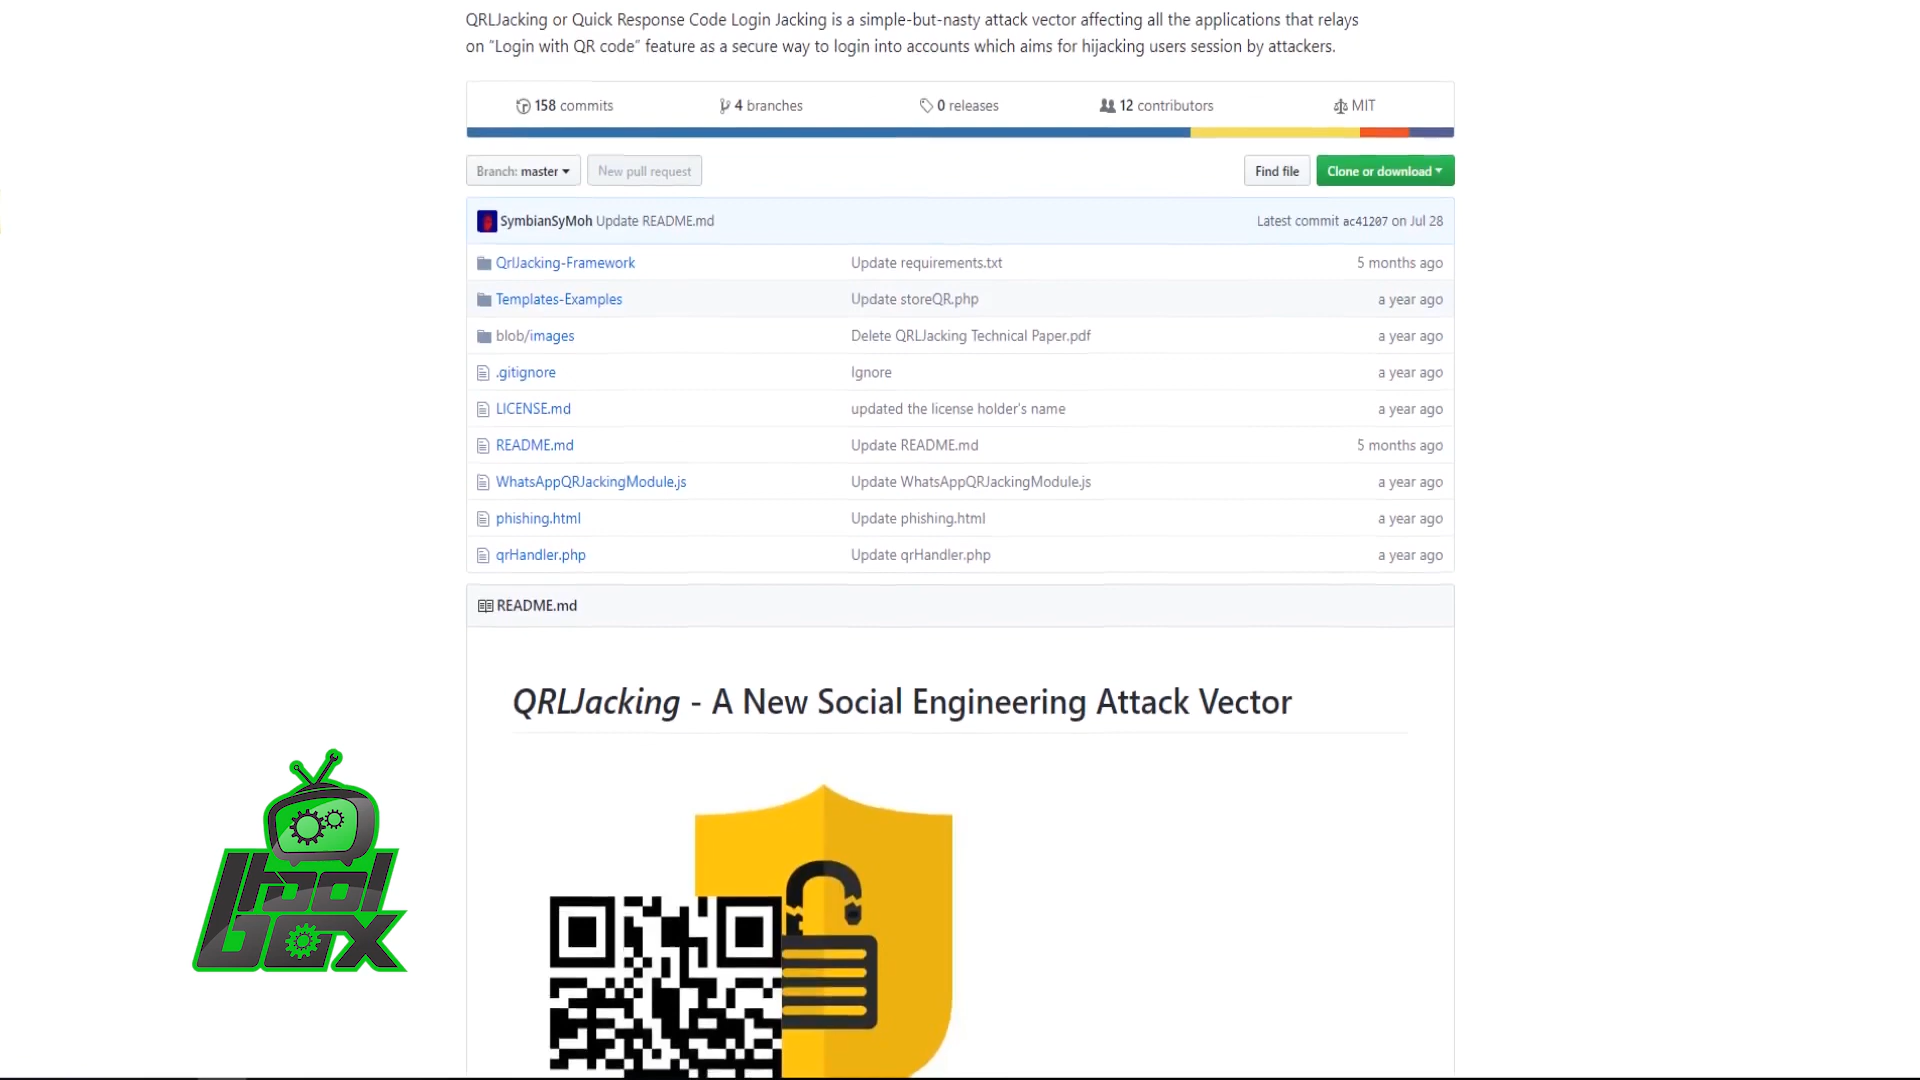 QRLJacking or Quick Response Code Login Jacking is a simple-but-nasty attack vector affecting all the applications that relays
on “Login with QR code” feature as a secure way to login into accounts which aims for hijacking users session by attackers.
158 commits 4 branches 0 releases 12 contributors MIT
Branch: master New pull request Find file Clone or download
SymbianSyMoh Update README.md Latest commit ac41207 on Jul 28
QrlJacking-Framework Update requirements.txt 5 months ago
Templates-Examples Update storeQR.php a year ago
blob/images Delete QRLJacking Technical Paper.pdf a year ago
.gitignore Ignore a year ago
LICENSE.md updated the license holder's name a year ago
README.md Update README.md 5 months ago
WhatsAppQRJackingModule.js Update WhatsAppQRJackingModule.js a year ago
phishing.html Update phishing.html a year ago
qrHandler.php Update qrHandler.php a year ago
README.md
QRLJacking - A New Social Engineering Attack Vector